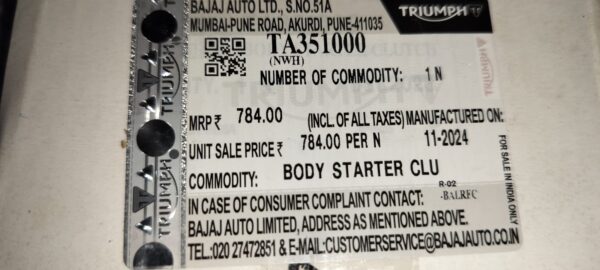 BAJAJ AUTO LTD., S.NO.51A
MUMBAI-PUNE ROAD, AKURDI, PUNE-411035
TRIUMPH
TA351000
(NWH)
NUMBER OF COMMODITY: 1 N
TRIUMPH
MRP ₹ 784.00 (INCL. OF ALL TAXES) MANUFACTURED ON:
UNIT SALE PRICE ₹ 784.00 PER N 11-2024
COMMODITY: BODY STARTER CLU
R-02
IN CASE OF CONSUMER COMPLAINT CONTACT: -BALRFC
BAJAJ AUTO LIMITED, ADDRESS AS MENTIONED ABOVE.
TEL.:020 27472851 & E-MAIL:CUSTOMERSERVICE@BAJAJAUTO.CO.IN
FOR SALE IN INDIA ONLY
TRIUMPH
TRIUMPH
TRIUMPH
TRIUMPH